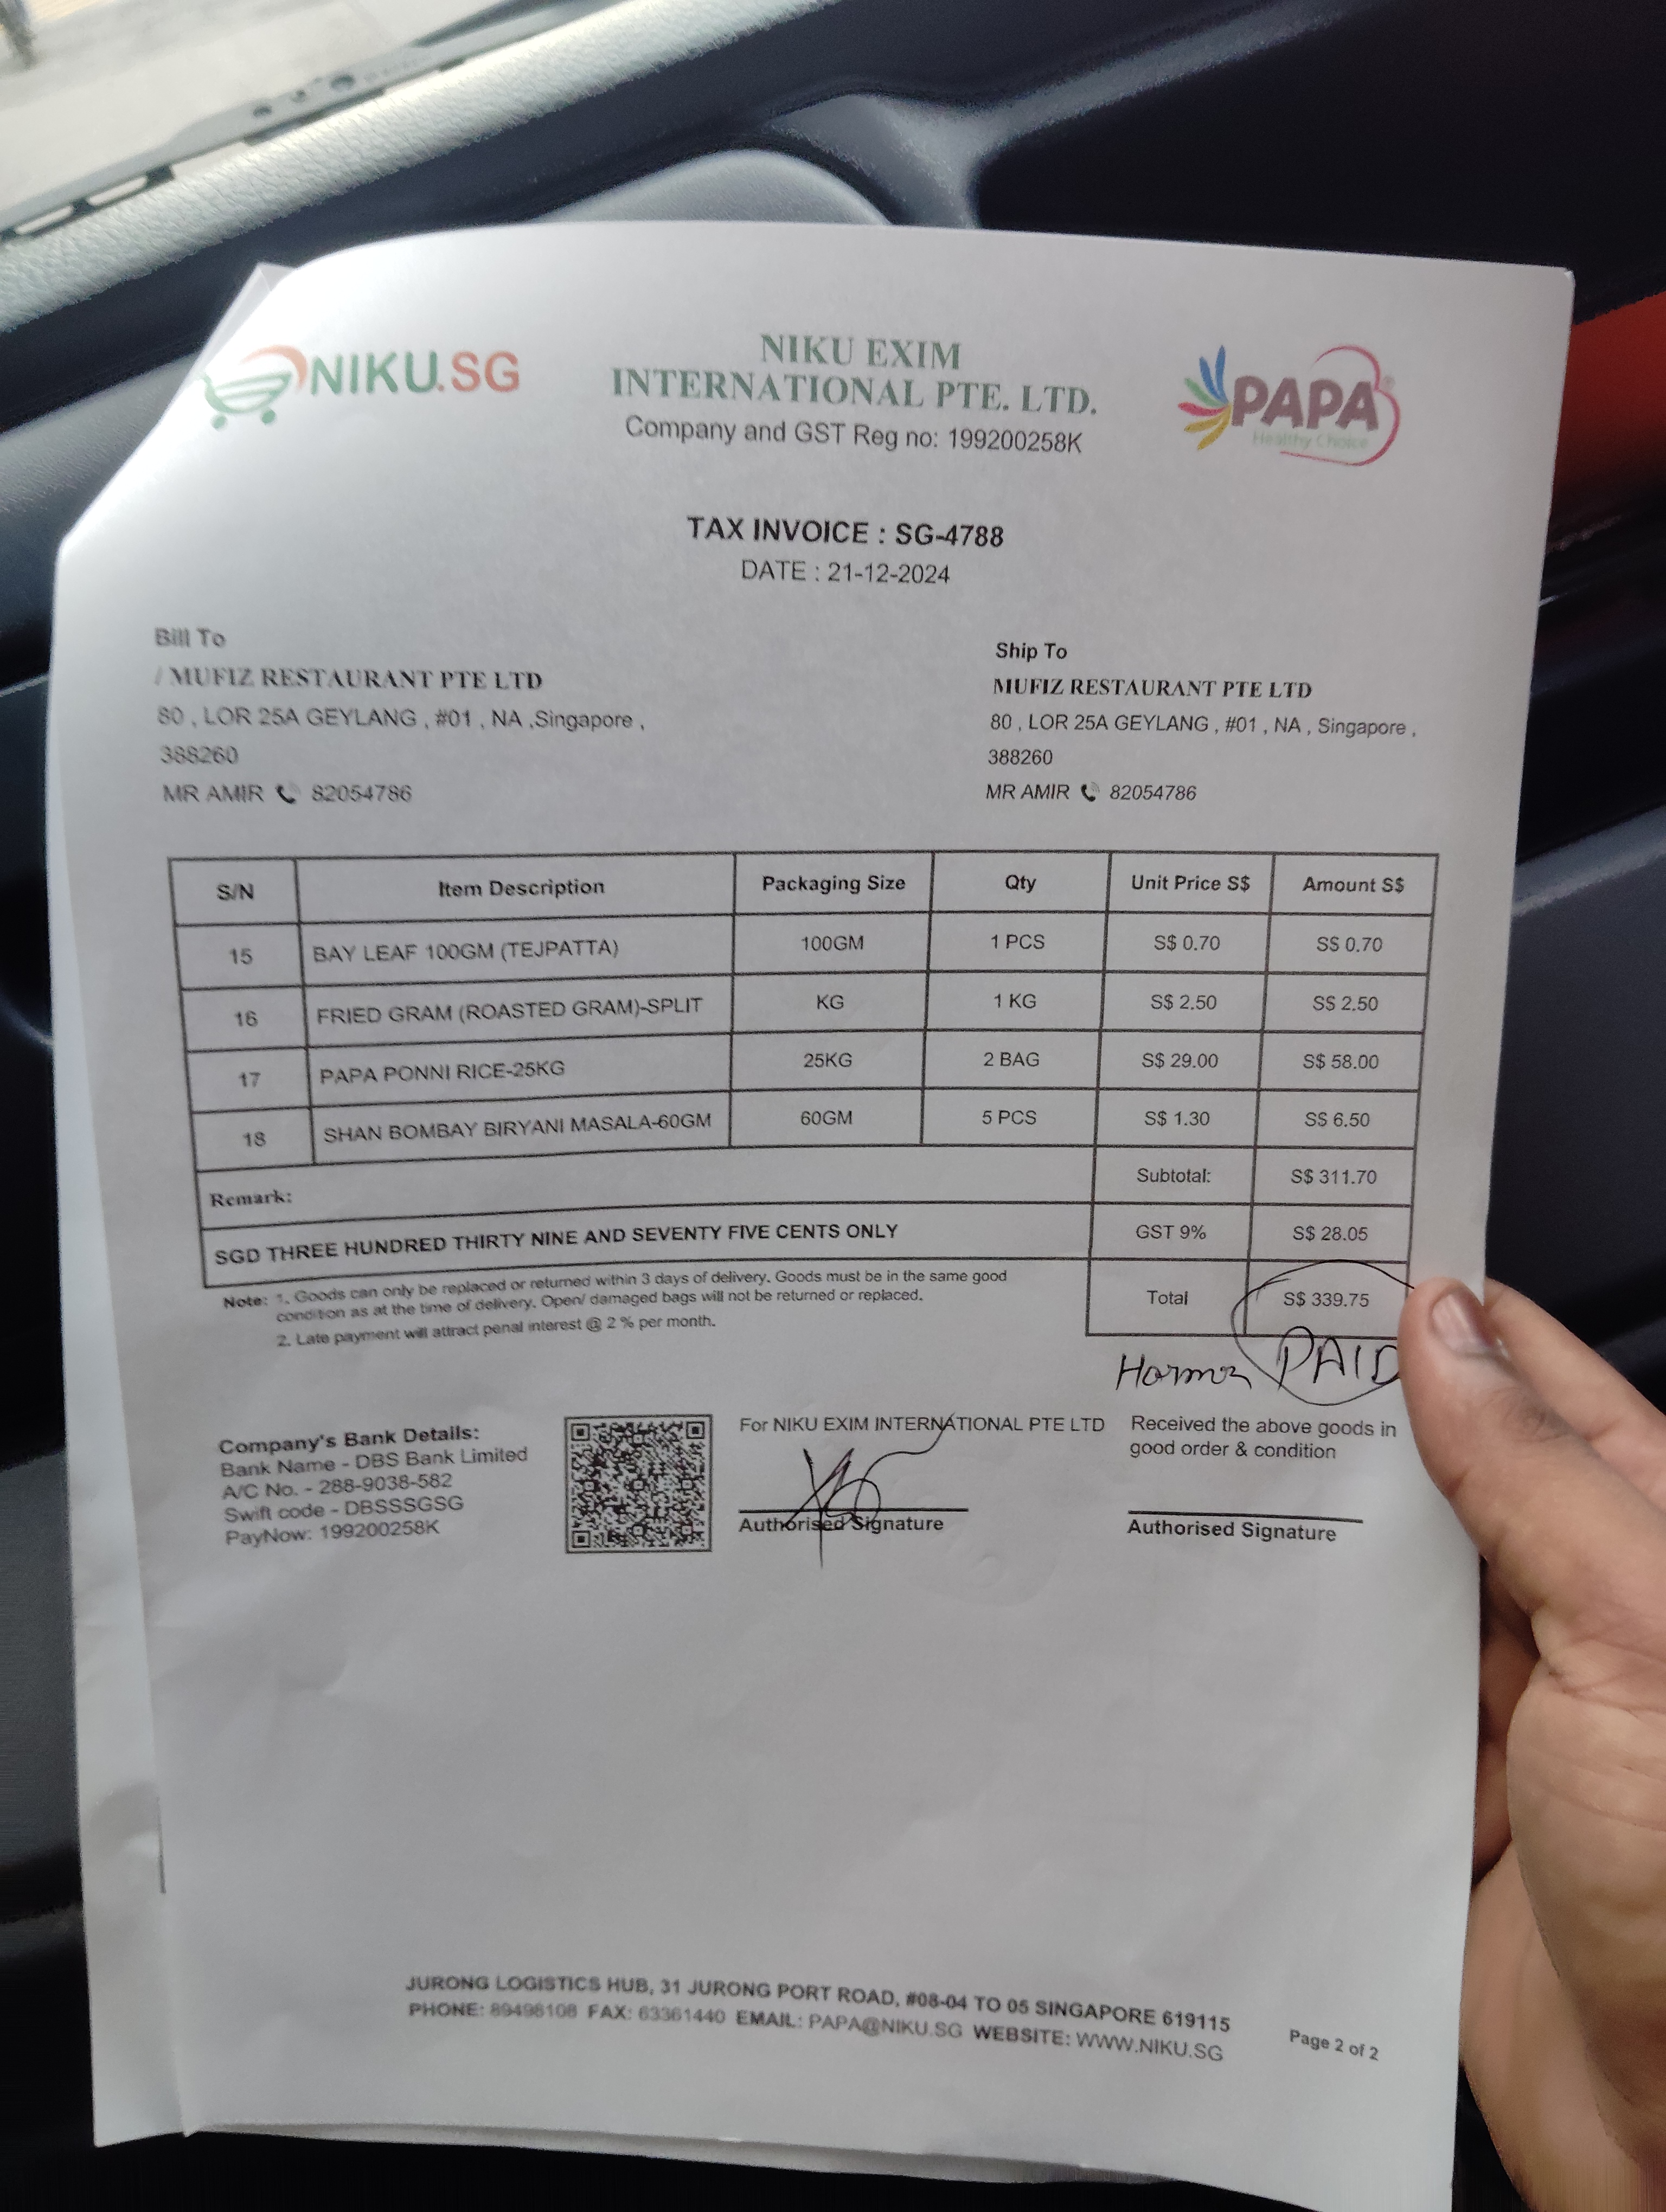 NIKU.SG
NIKU EXIM
INTERNATIONAL PTE. LTD.
Company and GST Reg no: 199200258K
PAPA®
Healthy Choice
TAX INVOICE : SG-4788
DATE : 21-12-2024
Bill To
/ MUFIZ RESTAURANT PTE LTD
80 , LOR 25A GEYLANG , #01 , NA ,Singapore ,
388260
MR AMIR 82054786
Ship To
MUFIZ RESTAURANT PTE LTD
80 , LOR 25A GEYLANG , #01 , NA , Singapore ,
388260
MR AMIR 82054786
S/N Item Description Packaging Size Qty Unit Price S$ Amount S$
15 BAY LEAF 100GM (TEJPATTA) 100GM 1 PCS S$ 0.70 S$ 0.70
16 FRIED GRAM (ROASTED GRAM)-SPLIT KG 1 KG S$ 2.50 S$ 2.50
17 PAPA PONNI RICE-25KG 25KG 2 BAG S$ 29.00 S$ 58.00
18 SHAN BOMBAY BIRYANI MASALA-60GM 60GM 5 PCS S$ 1.30 S$ 6.50
Remark: Subtotal: S$ 311.70
SGD THREE HUNDRED THIRTY NINE AND SEVENTY FIVE CENTS ONLY GST 9% S$ 28.05
Total S$ 339.75
Note: 1. Goods can only be replaced or returned within 3 days of delivery. Goods must be in the same good
condition as at the time of delivery. Open/ damaged bags will not be returned or replaced.
2. Late payment will attract penal interest @ 2 % per month.
PAID
Company's Bank Details:
Bank Name - DBS Bank Limited
A/C No. - 288-9038-582
Swift code - DBSSSGSG
PayNow: 199200258K
For NIKU EXIM INTERNATIONAL PTE LTD
Authorised Signature
Received the above goods in
good order & condition
Authorised Signature
JURONG LOGISTICS HUB, 31 JURONG PORT ROAD, #08-04 TO 05 SINGAPORE 619115
PHONE: 89498108 FAX: 63361440 EMAIL: PAPA@NIKU.SG WEBSITE: WWW.NIKU.SG
Page 2 of 2